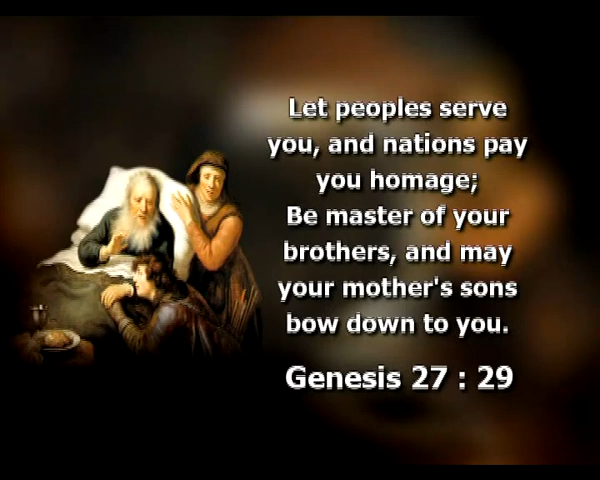 Let peoples serve
you, and nations pay
you homage;
Be master of your
brothers, and may
your mother's sons
bow down to you.
Genesis 27 : 29